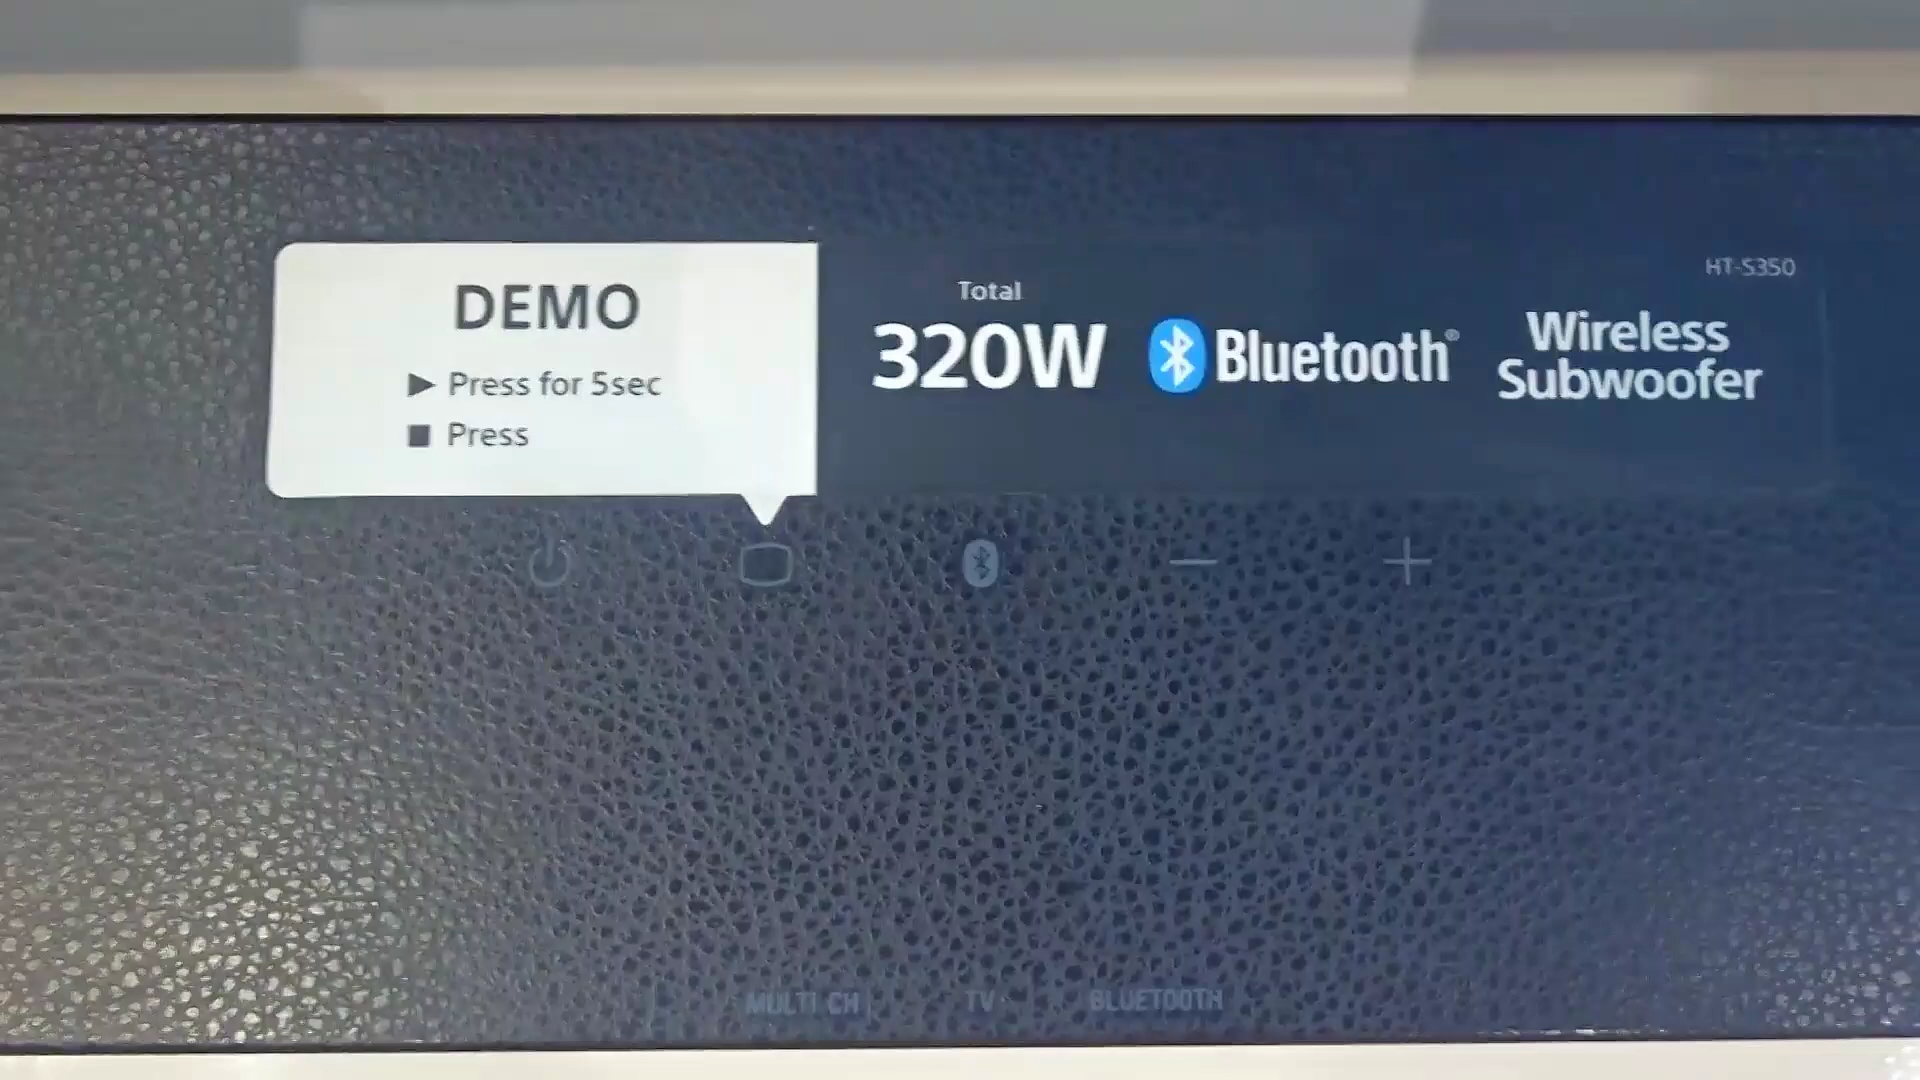 HT-S350
DEMO
▶ Press for 5sec
■ Press
Total
320W
Bluetooth®
Wireless
Subwoofer
MULTI CH
TV
BLUETOOTH